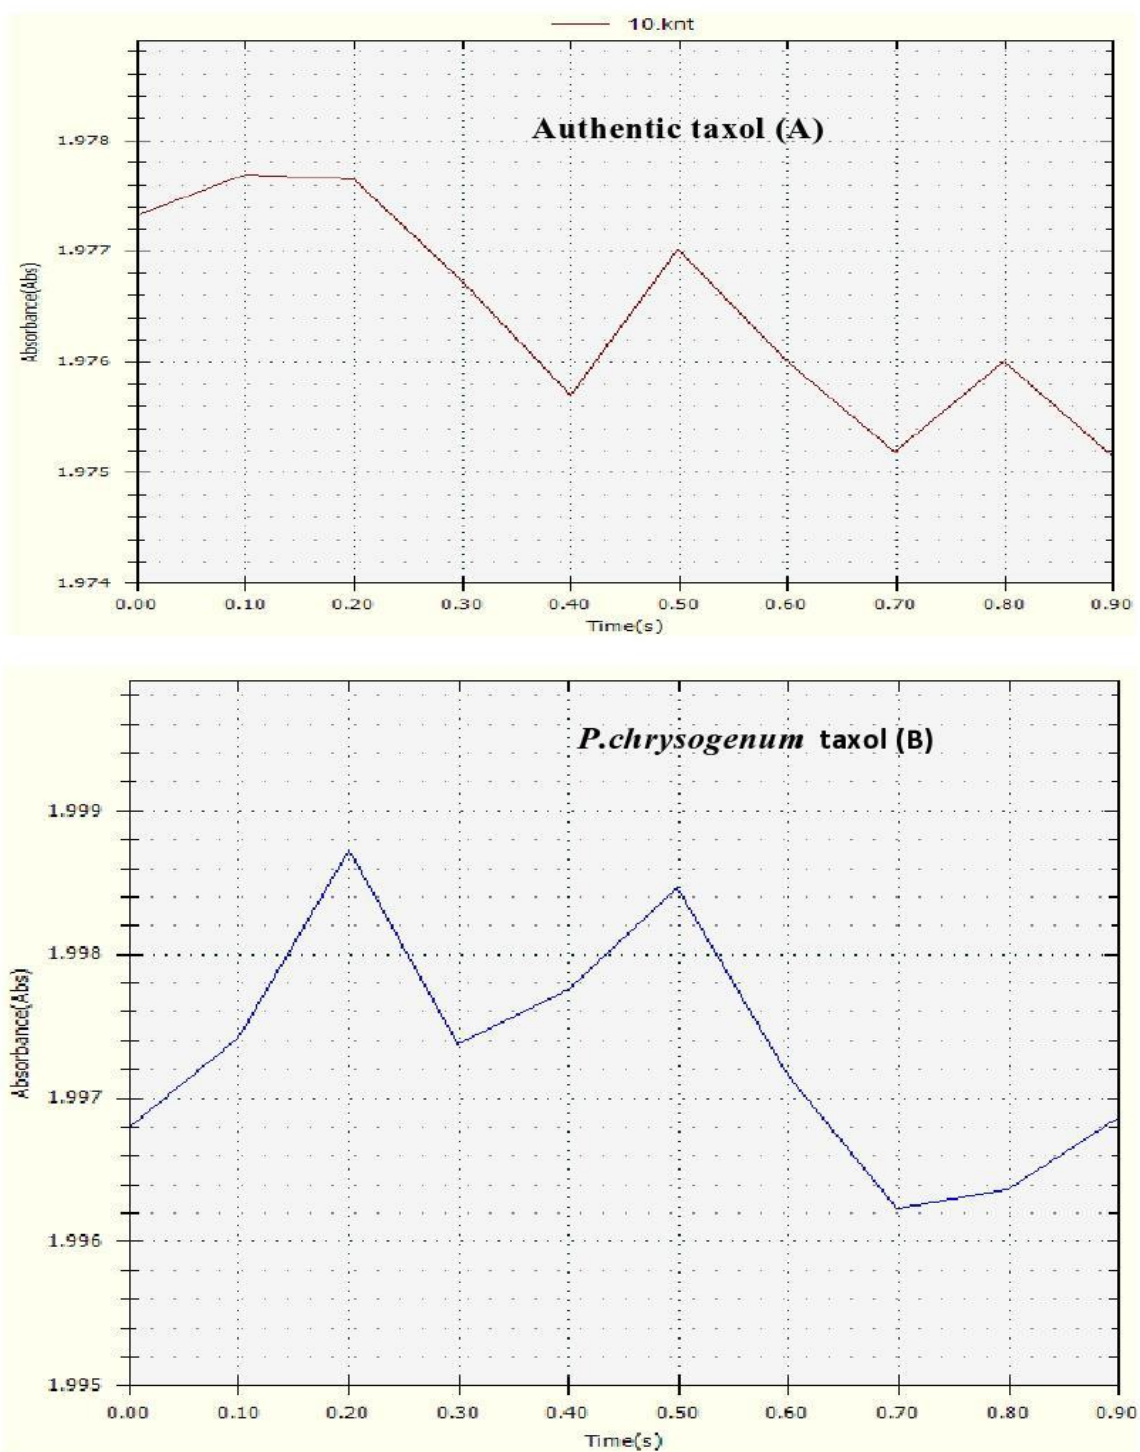 10.knt
Authentic taxol (A)
1.978
1.977
1.976
1.975
1.974
Absorbance(Abs)
0.00 0.10 0.20 0.30 0.40 0.50 0.60 0.70 0.80 0.90
Time(s)
P.chrysogenum taxol (B)
1.999
1.998
1.997
1.996
1.995
Absorbance(Abs)
0.00 0.10 0.20 0.30 0.40 0.50 0.60 0.70 0.80 0.90
Time(s)